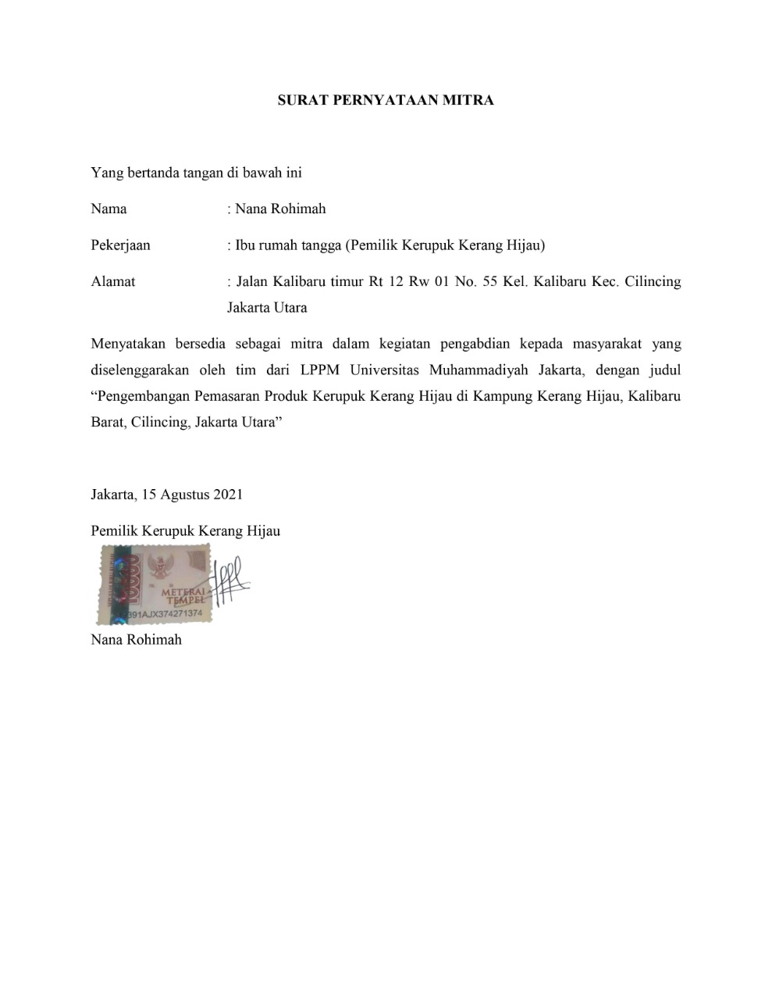 SURAT PERNYATAAN MITRA
Yang bertanda tangan di bawah ini
Nama : Nana Rohimah
Pekerjaan : Ibu rumah tangga (Pemilik Kerupuk Kerang Hijau)
Alamat : Jalan Kalibaru timur Rt 12 Rw 01 No. 55 Kel. Kalibaru Kec. Cilincing
Jakarta Utara
Menyatakan bersedia sebagai mitra dalam kegiatan pengabdian kepada masyarakat yang
diselenggarakan oleh tim dari LPPM Universitas Muhammadiyah Jakarta, dengan judul
“Pengembangan Pemasaran Produk Kerupuk Kerang Hijau di Kampung Kerang Hijau, Kalibaru
Barat, Cilincing, Jakarta Utara”
Jakarta, 15 Agustus 2021
Pemilik Kerupuk Kerang Hijau
10000
METERAI
TEMPEL
Nana Rohimah